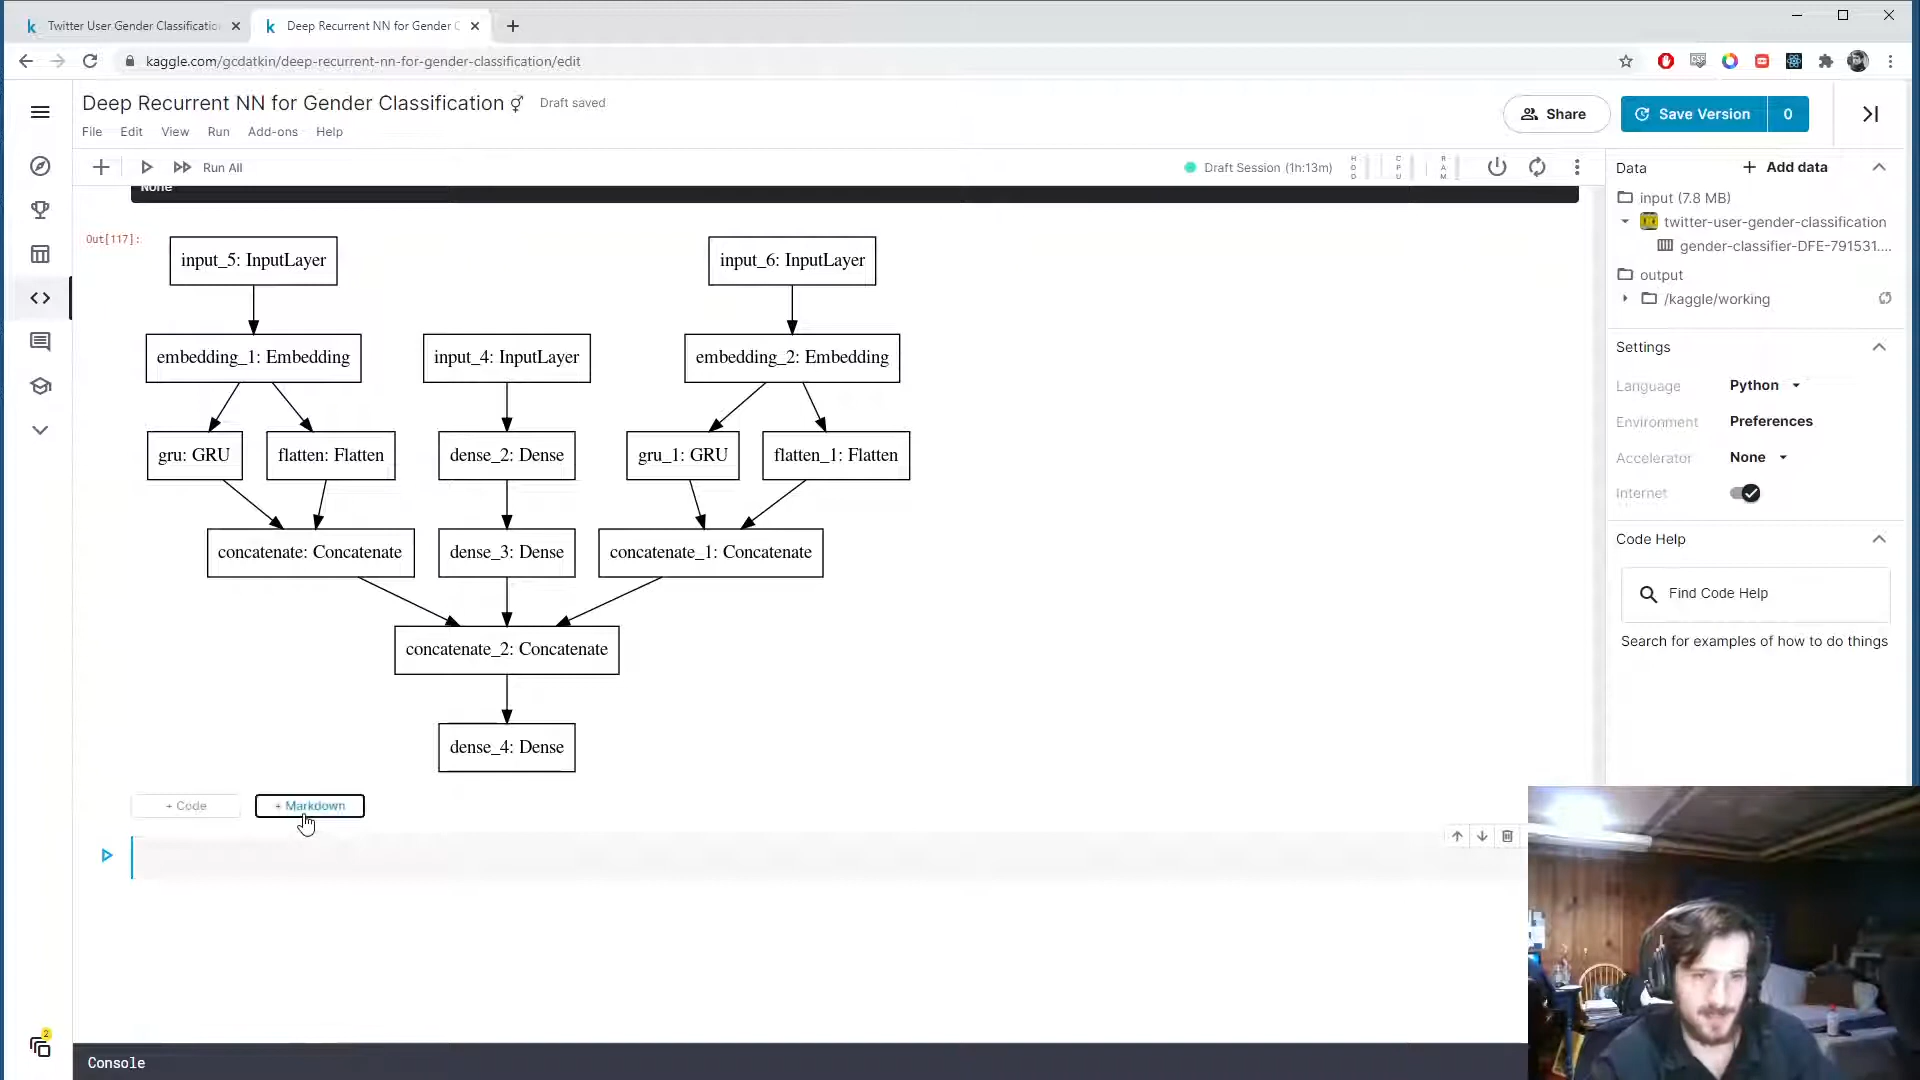 Twitter User Gender Classificatio
Deep Recurrent NN for Gender C
kaggle.com/gcdatkin/deep-recurrent-nn-for-gender-classification/edit
Deep Recurrent NN for Gender Classification ⚥
Draft saved
Share
Save Version
0
File
Edit
View
Run
Add-ons
Help
Run All
Draft Session (1h:13m)
HDD
CPU
RAM
None
Out[117]:
input_5: InputLayer
input_6: InputLayer
embedding_1: Embedding
input_4: InputLayer
embedding_2: Embedding
gru: GRU
flatten: Flatten
dense_2: Dense
gru_1: GRU
flatten_1: Flatten
concatenate: Concatenate
dense_3: Dense
concatenate_1: Concatenate
concatenate_2: Concatenate
dense_4: Dense
+ Code
+ Markdown
Data
Add data
input (7.8 MB)
twitter-user-gender-classification
gender-classifier-DFE-791531....
output
/kaggle/working
Settings
Language
Python
Environment
Preferences
Accelerator
None
Internet
Code Help
Find Code Help
Search for examples of how to do things
2
Console